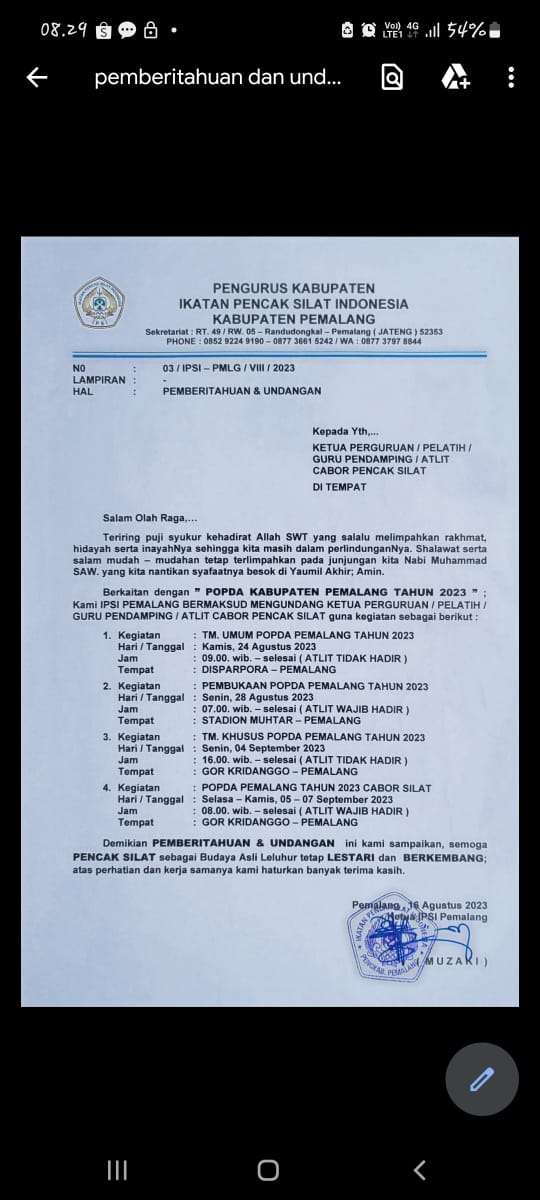 08.29
Vo) 4G
LTE1
54%
pemberitahuan dan und...
PENGURUS KABUPATEN
IKATAN PENCAK SILAT INDONESIA
KABUPATEN PEMALANG
Sekretariat : RT. 49 / RW. 05 – Randudongkal – Pemalang ( JATENG ) 52353
PHONE : 0852 9224 9190 – 0877 3661 5242 / WA : 0877 3797 8844
IPSI
NO : 03 / IPSI – PMLG / VIII / 2023
LAMPIRAN : -
HAL : PEMBERITAHUAN & UNDANGAN
Kepada Yth,...
KETUA PERGURUAN / PELATIH /
GURU PENDAMPING / ATLIT
CABOR PENCAK SILAT
DI TEMPAT
Salam Olah Raga,...
Teriring puji syukur kehadirat Allah SWT yang salalu melimpahkan rakhmat,
hidayah serta inayahNya sehingga kita masih dalam perlindunganNya. Shalawat serta
salam mudah – mudahan tetap terlimpahkan pada junjungan kita Nabi Muhammad
SAW. yang kita nantikan syafaatnya besok di Yaumil Akhir; Amin.
Berkaitan dengan " POPDA KABUPATEN PEMALANG TAHUN 2023 " ;
Kami IPSI PEMALANG BERMAKSUD MENGUNDANG KETUA PERGURUAN / PELATIH /
GURU PENDAMPING / ATLIT CABOR PENCAK SILAT guna kegiatan sebagai berikut :
1. Kegiatan : TM. UMUM POPDA PEMALANG TAHUN 2023
Hari / Tanggal : Kamis, 24 Agustus 2023
Jam : 09.00. wib. – selesai ( ATLIT TIDAK HADIR )
Tempat : DISPARPORA – PEMALANG
2. Kegiatan : PEMBUKAAN POPDA PEMALANG TAHUN 2023
Hari / Tanggal : Senin, 28 Agustus 2023
Jam : 07.00. wib. – selesai ( ATLIT WAJIB HADIR )
Tempat : STADION MUHTAR – PEMALANG
3. Kegiatan : TM. KHUSUS POPDA PEMALANG TAHUN 2023
Hari / Tanggal : Senin, 04 September 2023
Jam : 16.00. wib – selesai ( ATLIT TIDAK HADIR )
Tempat : GOR KRIDANGGO – PEMALANG
4. Kegiatan : POPDA PEMALANG TAHUN 2023 CABOR SILAT
Hari / Tanggal : Selasa – Kamis, 05 – 07 September 2023
Jam : 08.00. wib – selesai ( ATLIT WAJIB HADIR )
Tempat : GOR KRIDANGGO – PEMALANG
Demikian PEMBERITAHUAN & UNDANGAN ini kami sampaikan, semoga
PENCAK SILAT sebagai Budaya Asli Leluhur tetap LESTARI dan BERKEMBANG;
atas perhatian dan kerja samanya kami haturkan banyak terima kasih.
Pemalang, 16 Agustus 2023
Ketua IPSI Pemalang
IKATAN PENCAK SILAT INDONESIA
PENGKAB. PEMALANG
( MUZAKI )